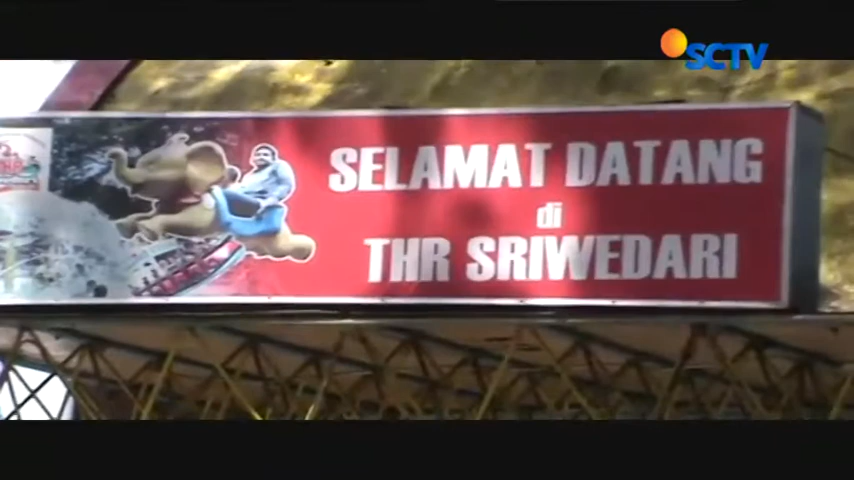 SCTV
SELAMAT DATANG
di
THR SRIWEDARI